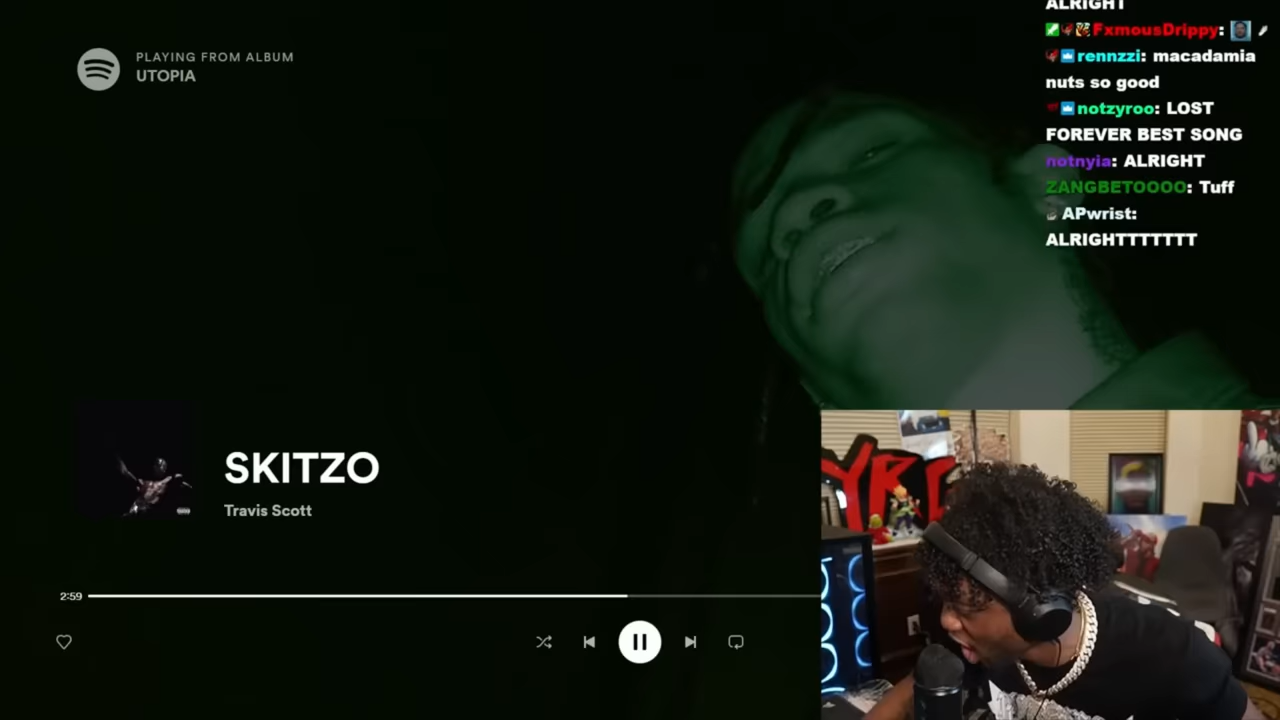 PLAYING FROM ALBUM
UTOPIA
SKITZO
Travis Scott
2:59
ALRIGHT
FxmousDrippy:
rennzzi: macadamia
nuts so good
notzyroo: LOST
FOREVER BEST SONG
notnyia: ALRIGHT
ZANGBETOOOO: Tuff
APwrist:
ALRIGHTTTTTTT